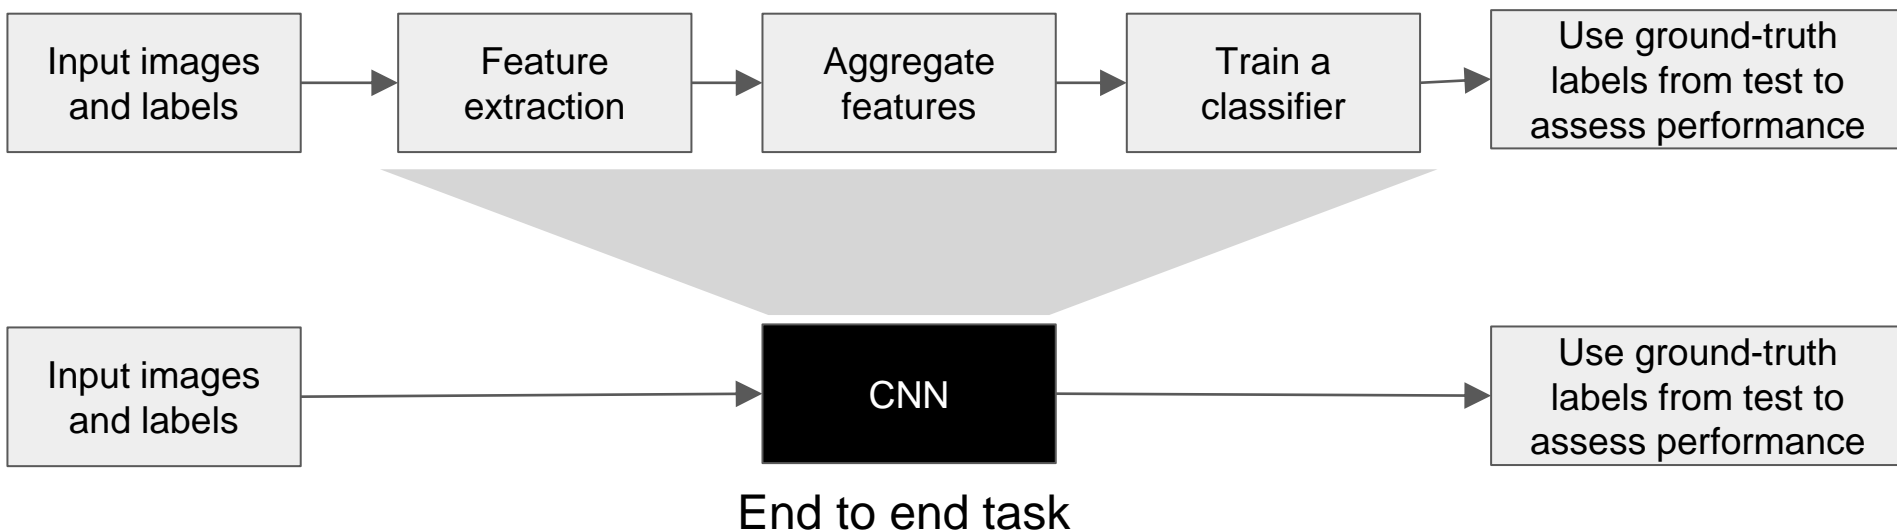 Input images
and labels
Feature
extraction
Aggregate
features
Train a
classifier
Use ground-truth
labels from test to
assess performance
Input images
and labels
CNN
Use ground-truth
labels from test to
assess performance
End to end task